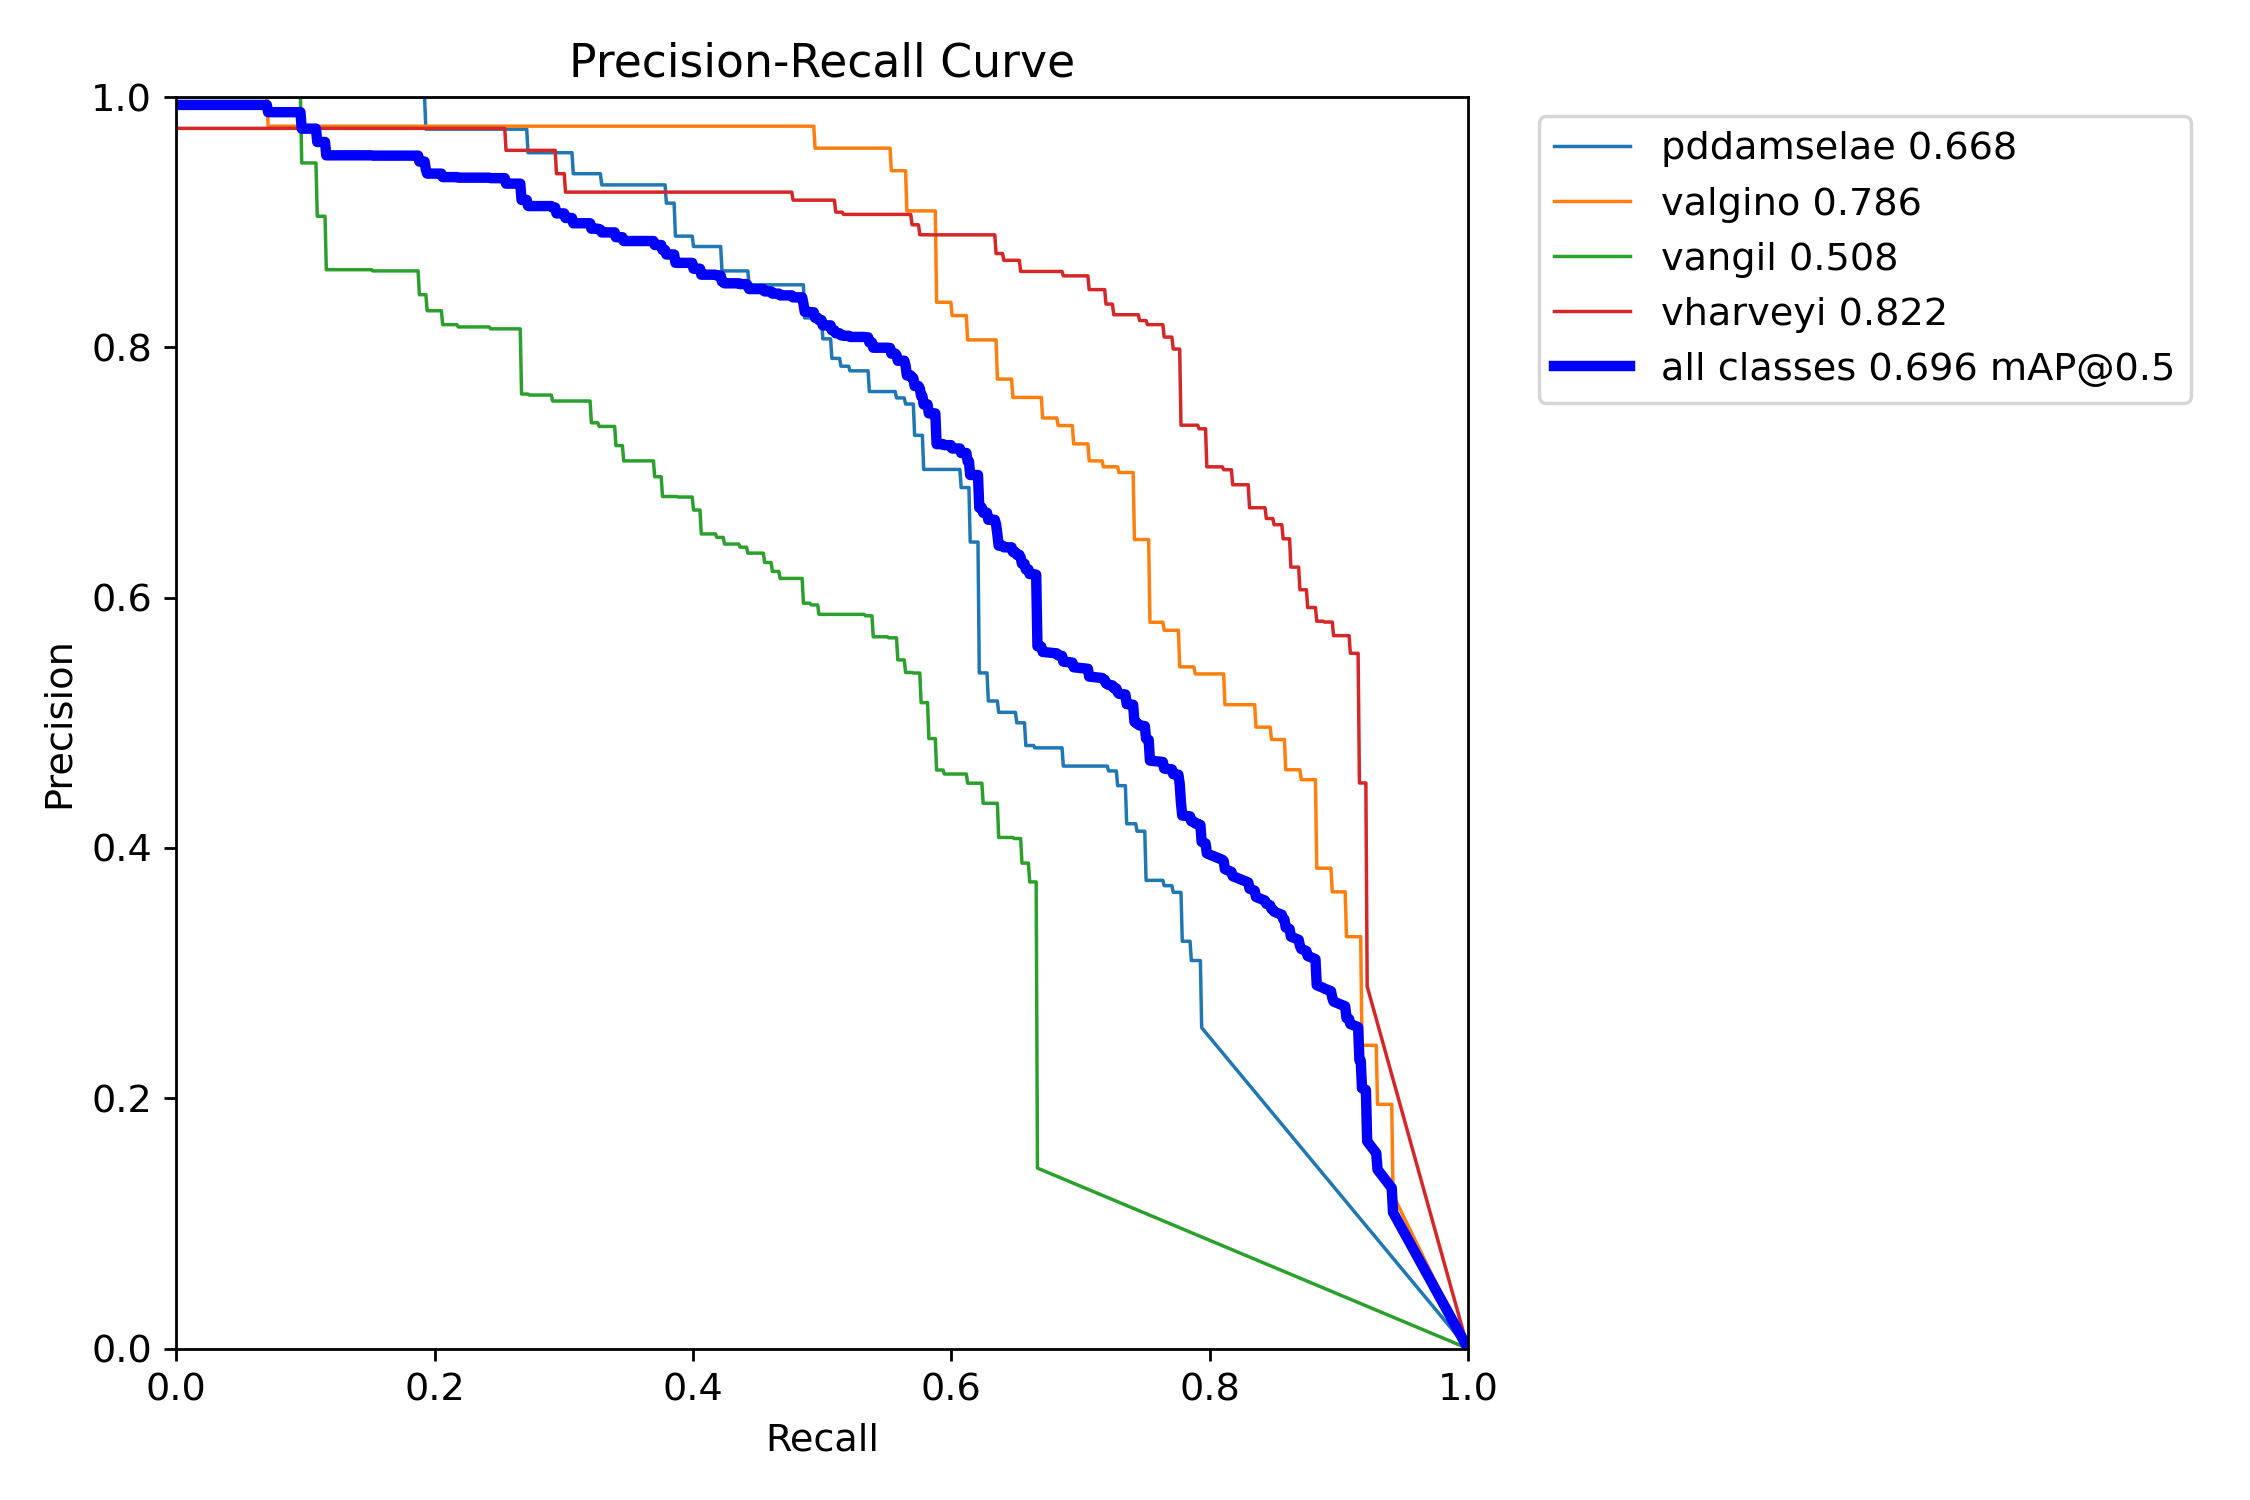 Precision-Recall Curve
1.0
0.8
0.6
0.4
0.2
0.0
Precision
0.0 0.2 0.4 0.6 0.8 1.0
Recall
pddamselae 0.668
valgino 0.786
vangil 0.508
vharveyi 0.822
all classes 0.696 mAP@0.5